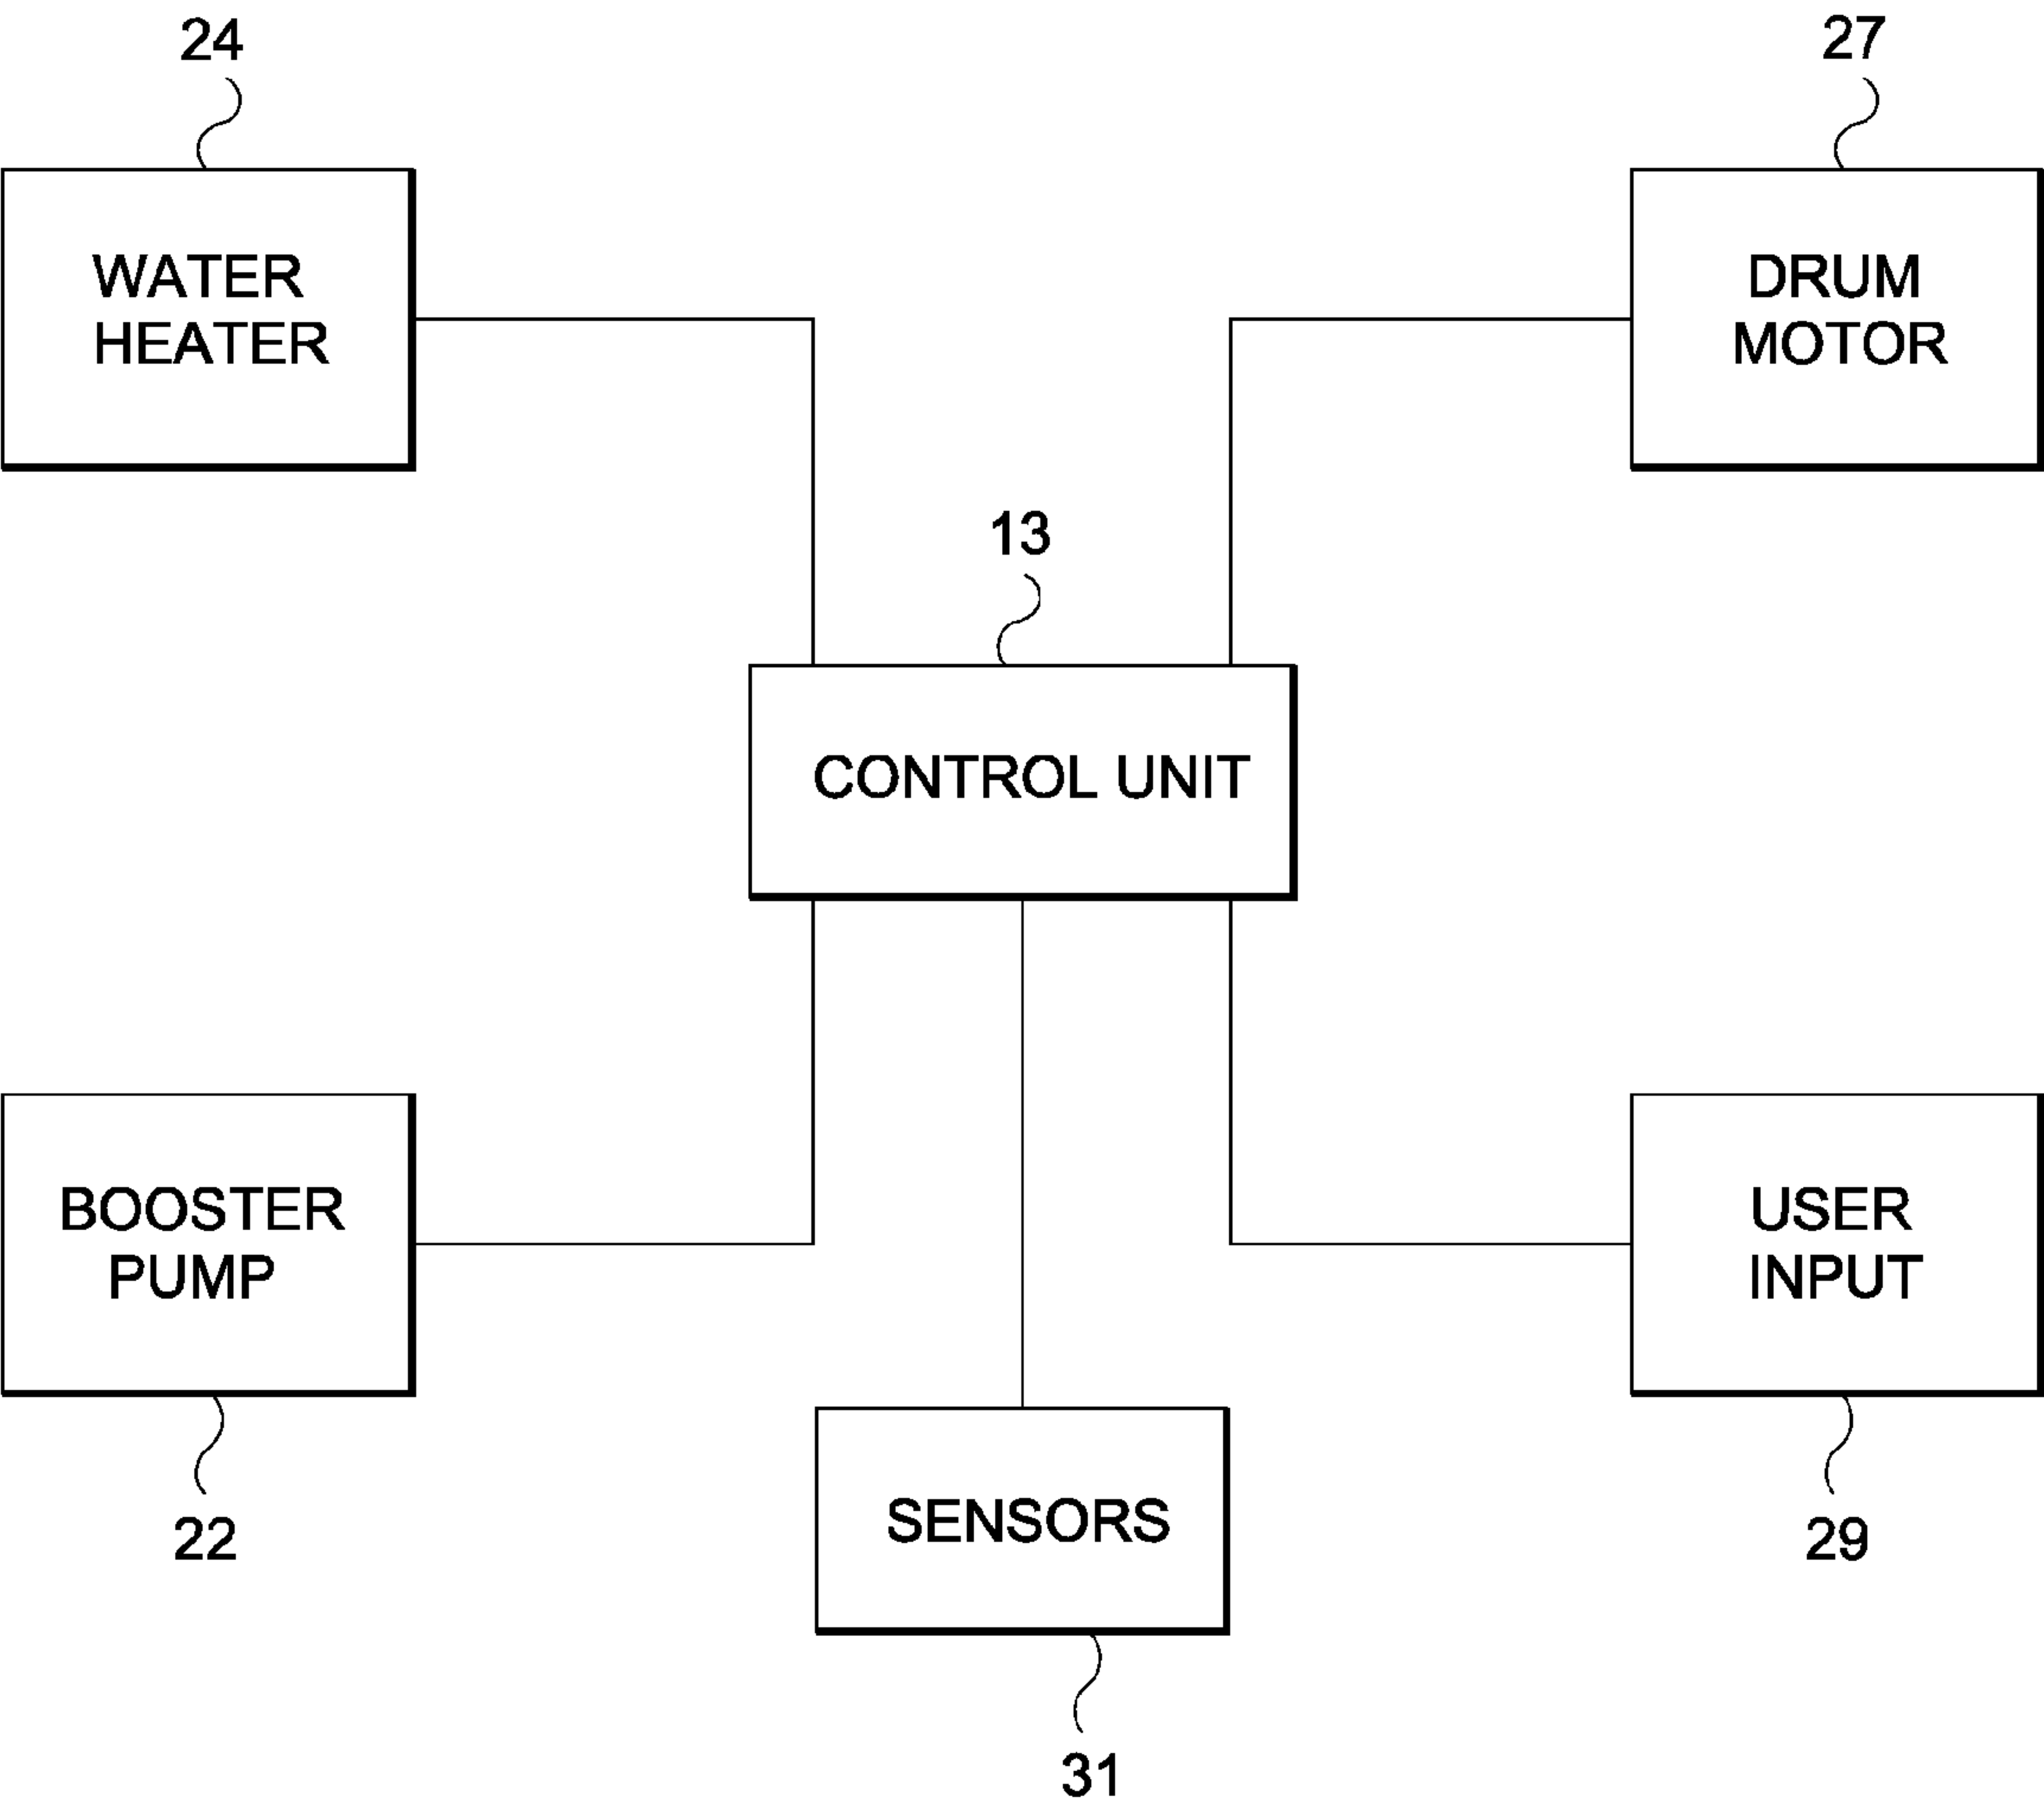 24
27
WATER
HEATER
DRUM
MOTOR
13
CONTROL UNIT
BOOSTER
PUMP
USER
INPUT
SENSORS
22
29
31